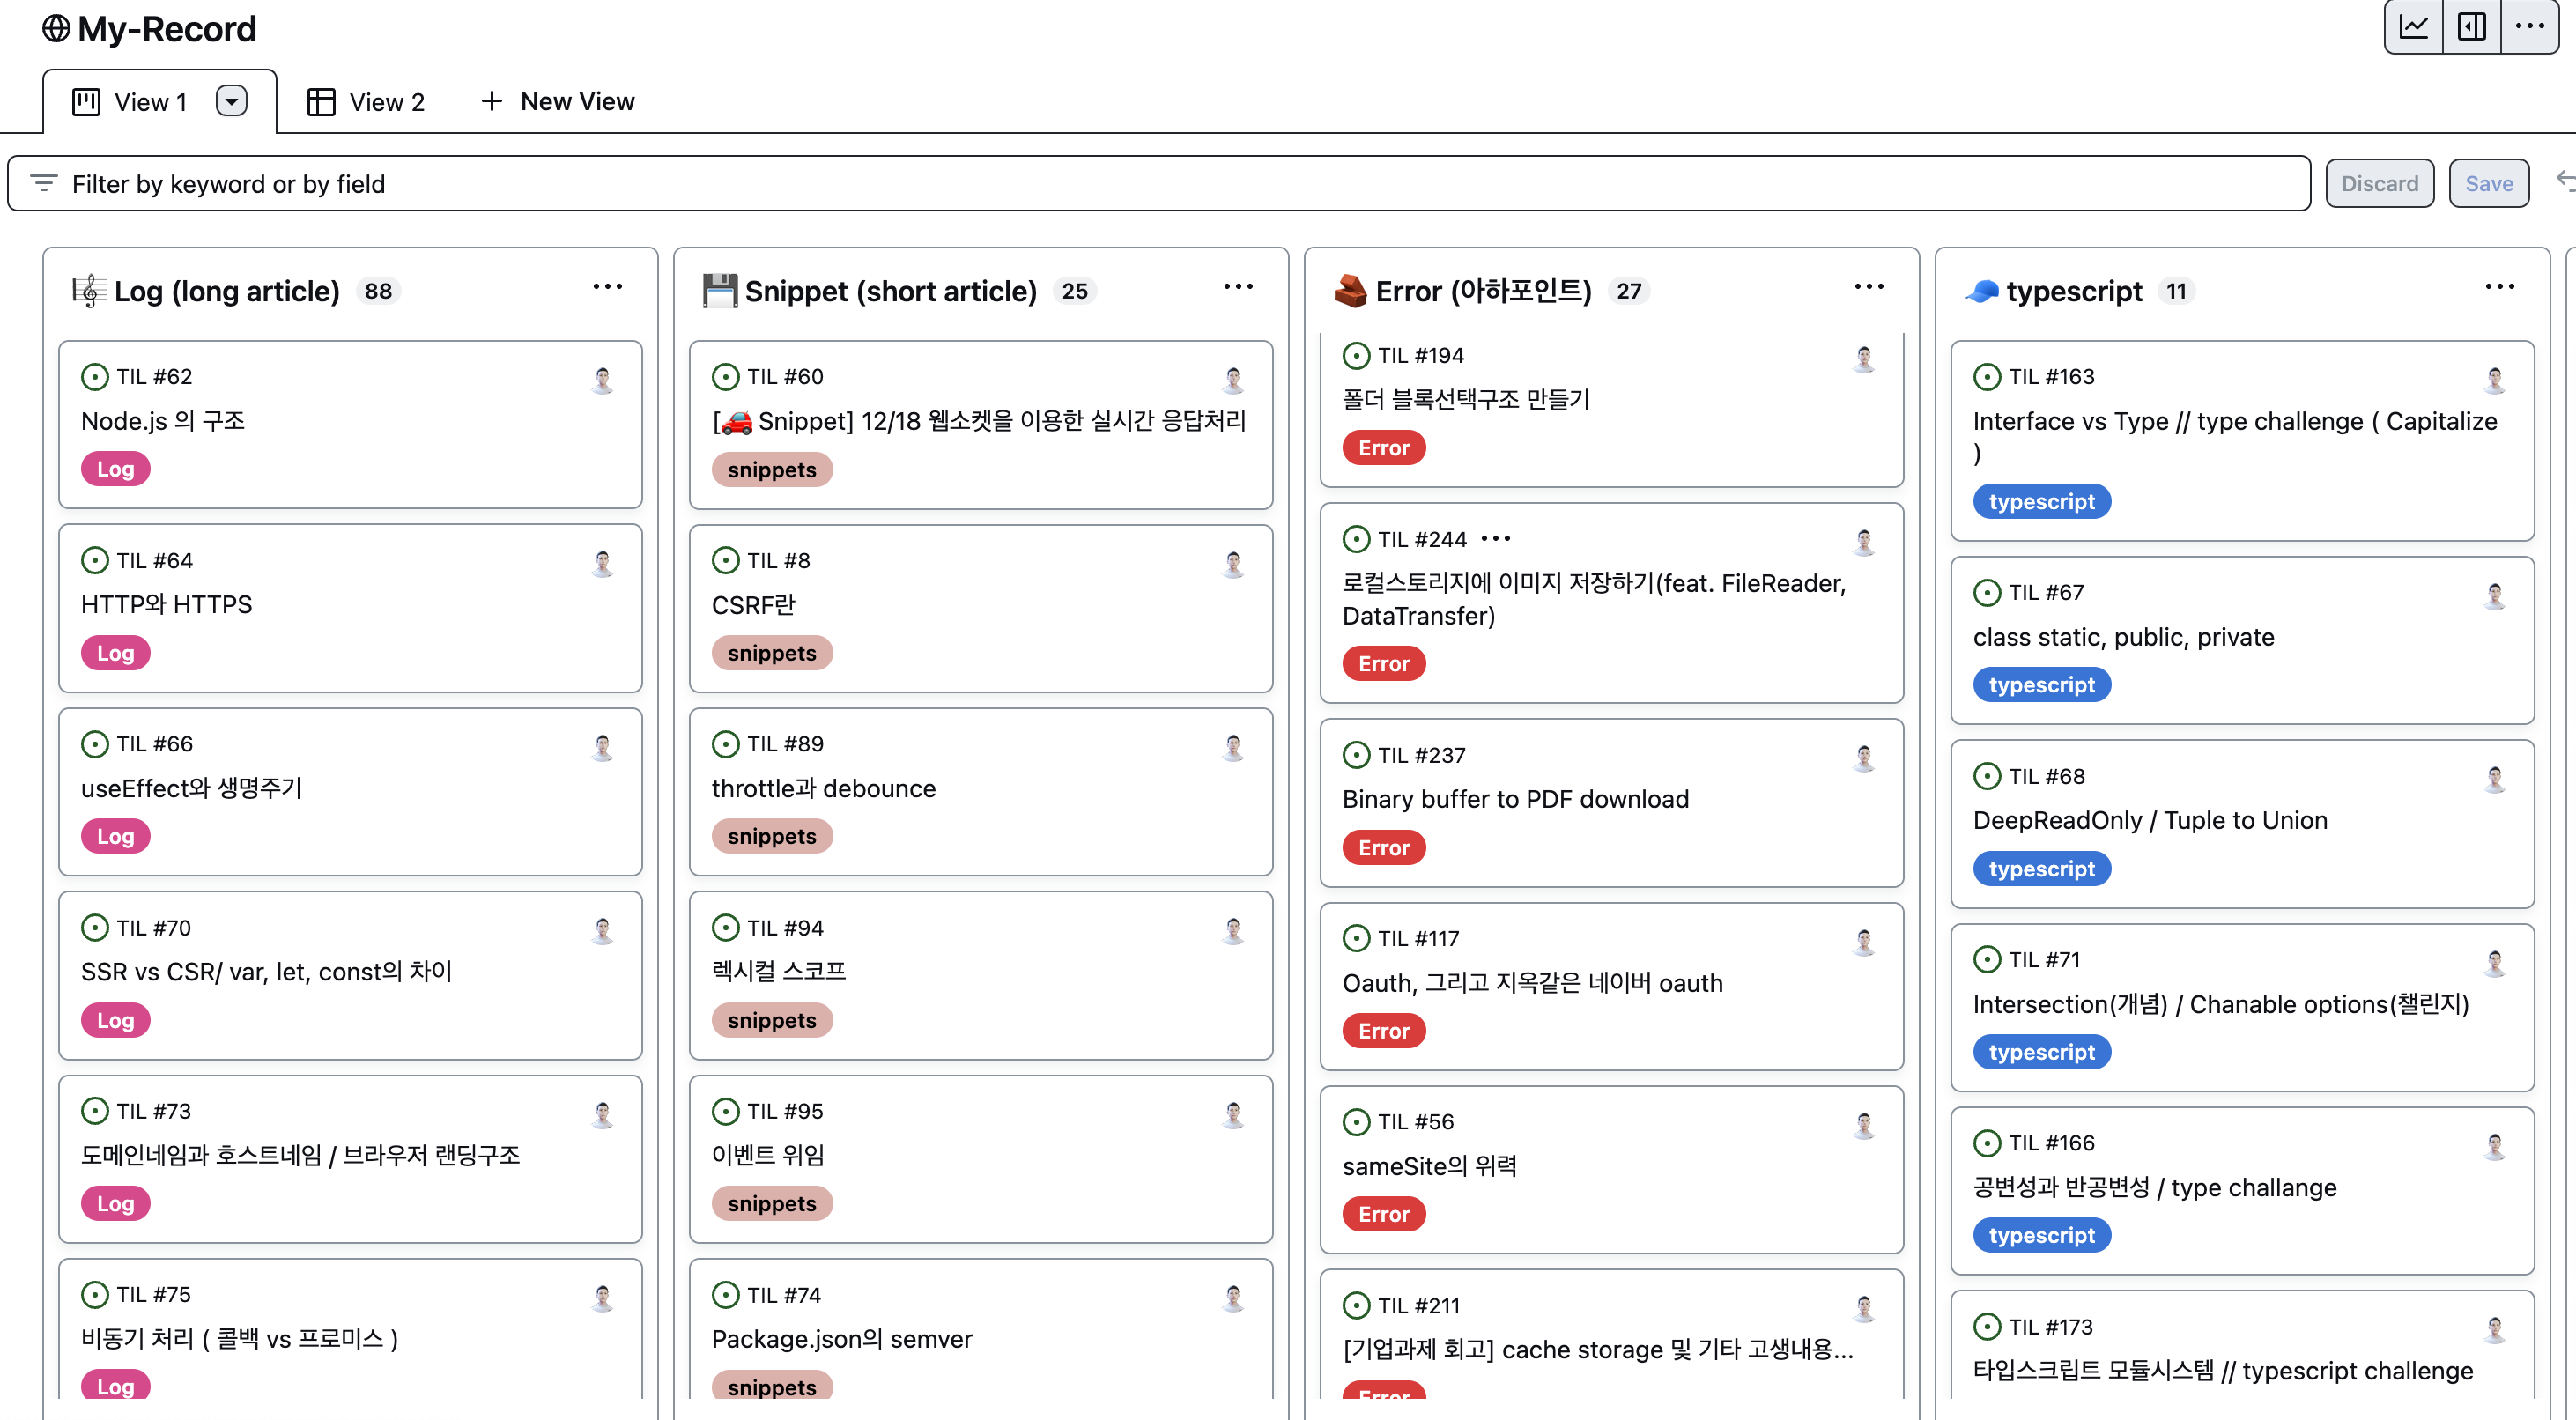 My-Record
View 1
View 2
New View
Filter by keyword or by field
Discard
Save
Log (long article) 88
TIL #62
Node.js 의 구조
Log
TIL #64
HTTP와 HTTPS
Log
TIL #66
useEffect와 생명주기
Log
TIL #70
SSR vs CSR/ var, let, const의 차이
Log
TIL #73
도메인네임과 호스트네임 / 브라우저 랜딩구조
Log
TIL #75
비동기 처리 ( 콜백 vs 프로미스 )
Log
Snippet (short article) 25
TIL #60
[🚗 Snippet] 12/18 웹소켓을 이용한 실시간 응답처리
snippets
TIL #8
CSRF란
snippets
TIL #89
throttle과 debounce
snippets
TIL #94
렉시컬 스코프
snippets
TIL #95
이벤트 위임
snippets
TIL #74
Package.json의 semver
snippets
Error (아하포인트) 27
TIL #194
폴더 블록선택구조 만들기
Error
TIL #244
로컬스토리지에 이미지 저장하기(feat. FileReader,
DataTransfer)
Error
TIL #237
Binary buffer to PDF download
Error
TIL #117
Oauth, 그리고 지옥같은 네이버 oauth
Error
TIL #56
sameSite의 위력
Error
TIL #211
[기업과제 회고] cache storage 및 기타 고생내용...
Error
typescript 11
TIL #163
Interface vs Type // type challenge ( Capitalize
)
typescript
TIL #67
class static, public, private
typescript
TIL #68
DeepReadOnly / Tuple to Union
typescript
TIL #71
Intersection(개념) / Chanable options(챌린지)
typescript
TIL #166
공변성과 반공변성 / type challange
typescript
TIL #173
타입스크립트 모듈시스템 // typescript challenge